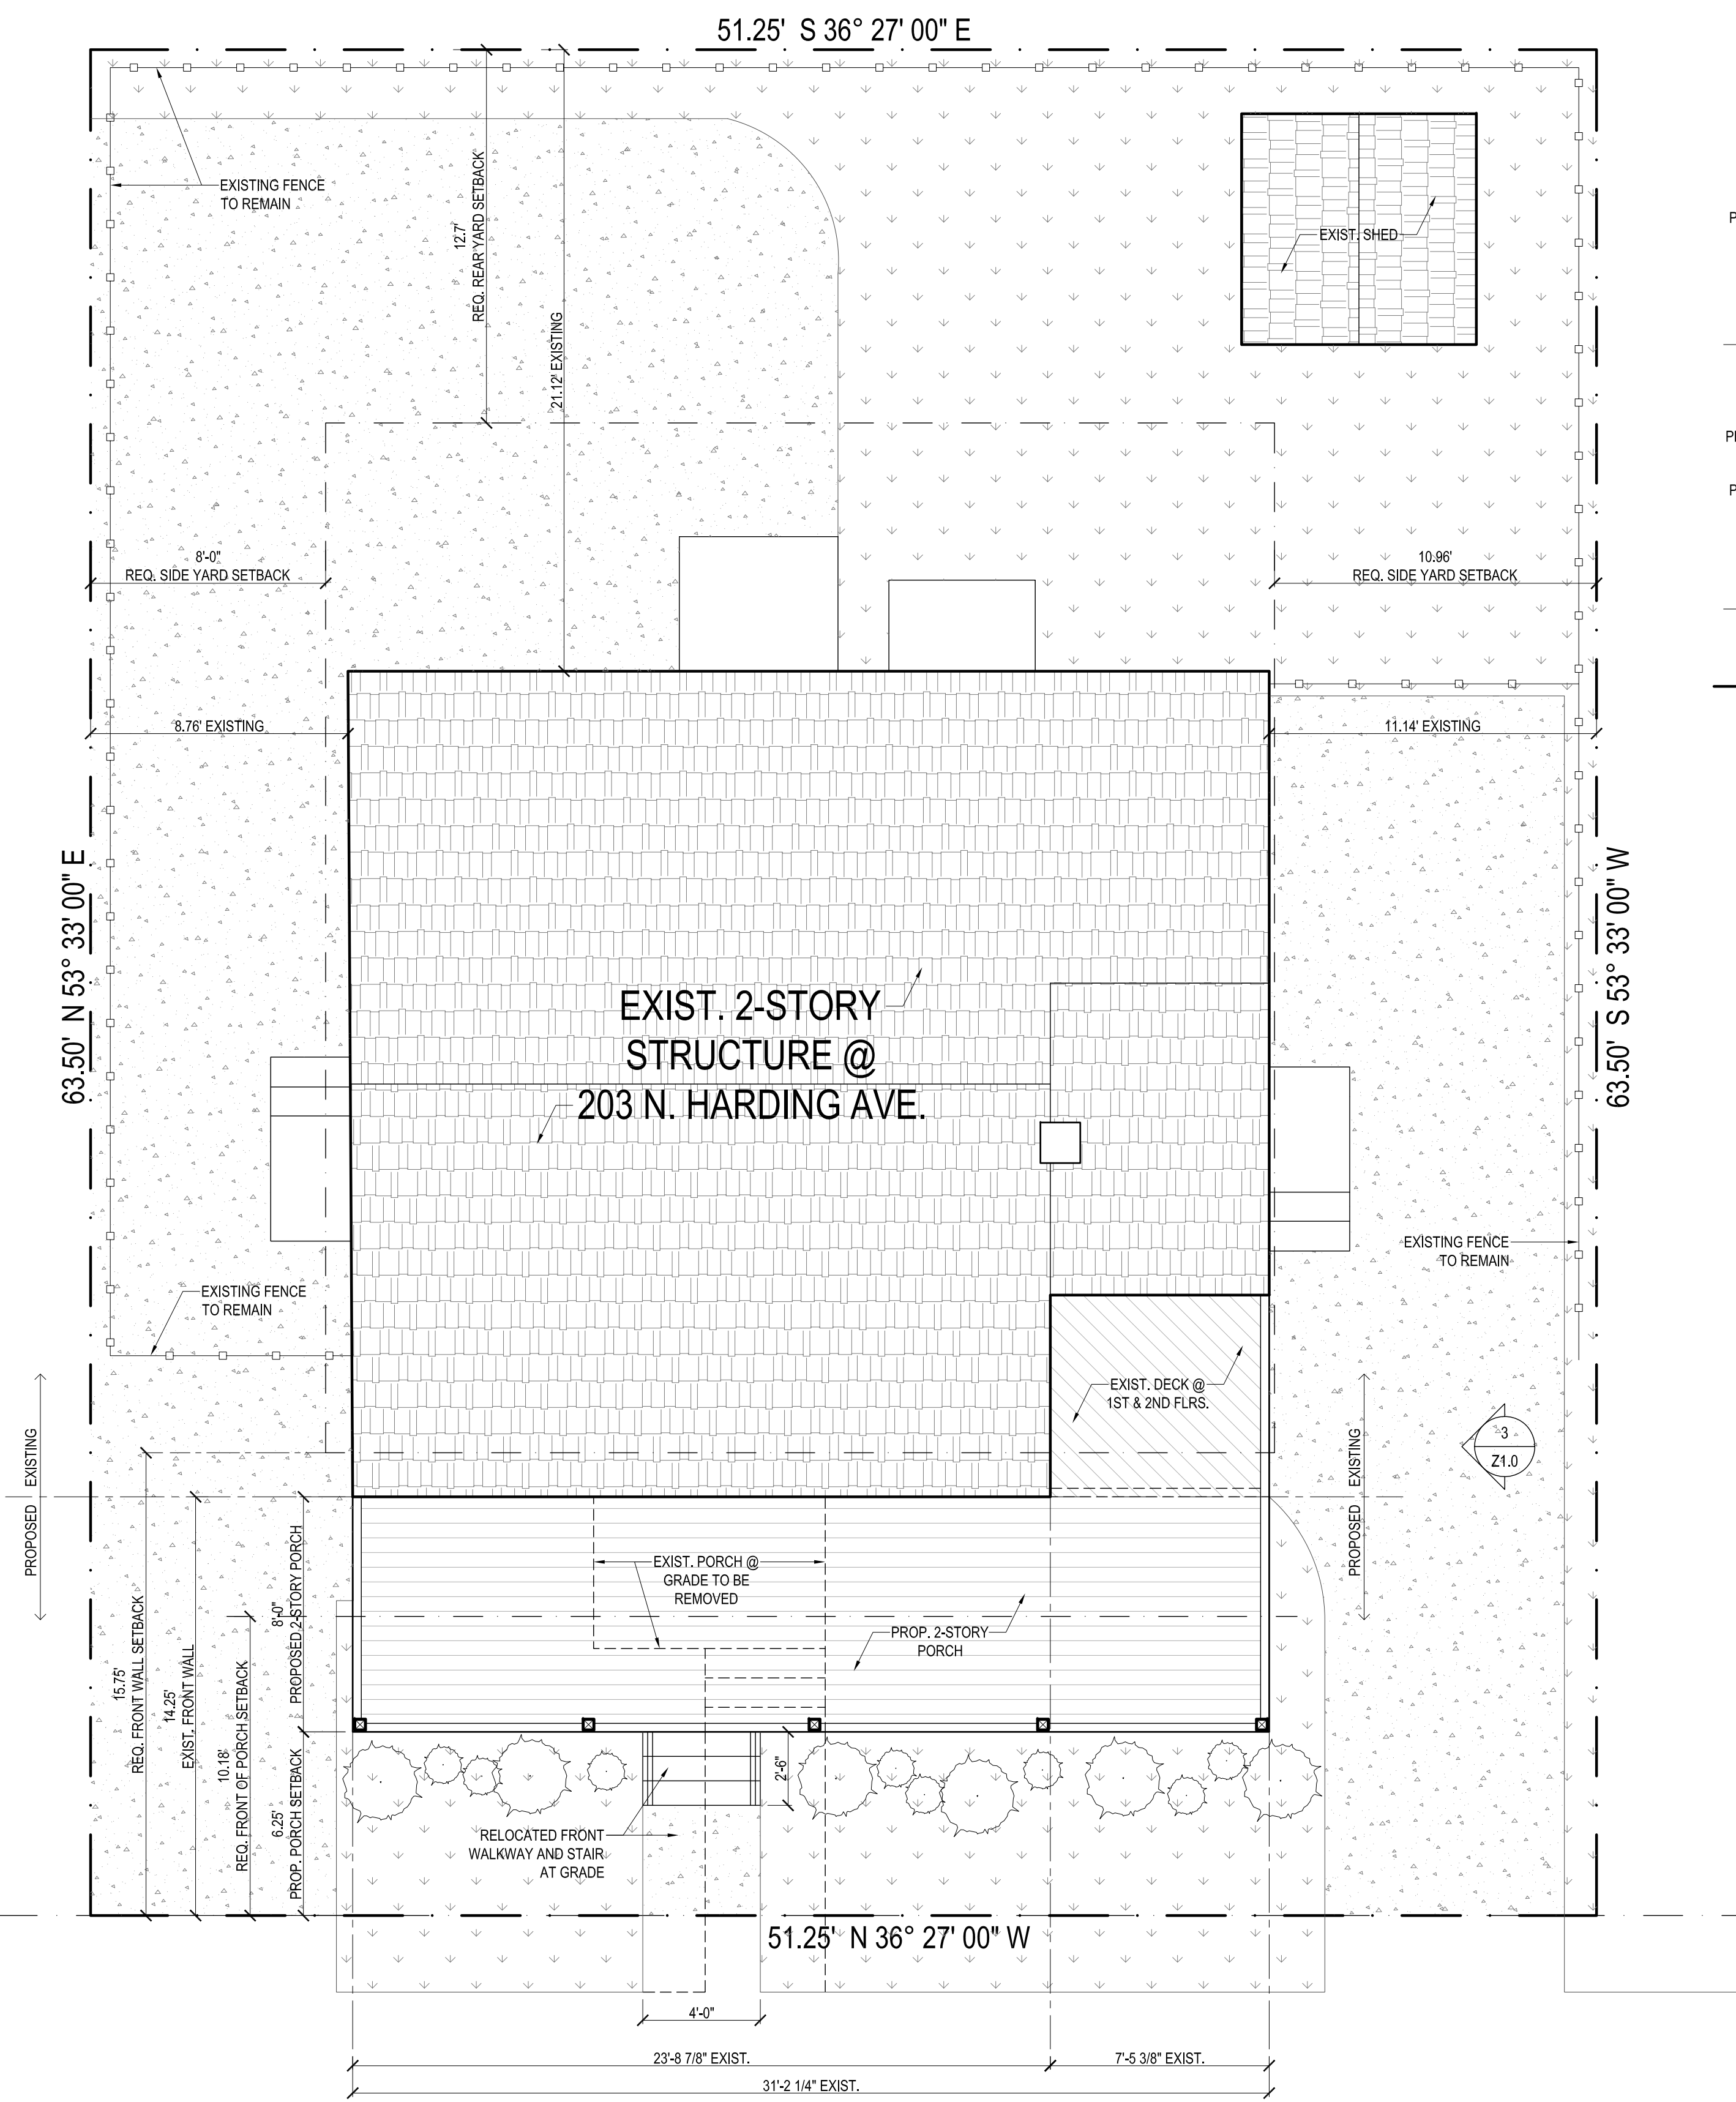 51.25' S 36° 27' 00" E
EXISTING FENCE
TO REMAIN
12.7'
REQ. REAR YARD SETBACK
21.12' EXISTING
EXIST. SHED
8'-0"
REQ. SIDE YARD SETBACK
10.96'
REQ. SIDE YARD SETBACK
8.76' EXISTING
11.14' EXISTING
63.50' N 53° 33' 00" E
63.50' S 53° 33' 00" W
EXIST. 2-STORY
STRUCTURE @
203 N. HARDING AVE.
EXISTING FENCE
TO REMAIN
EXISTING FENCE
TO REMAIN
EXIST. DECK @
1ST & 2ND FLRS.
3
Z1.0
PROPOSED EXISTING
PROPOSED EXISTING
15.75'
REQ. FRONT WALL SETBACK
14.25'
EXIST. FRONT WALL
10.18'
REQ. FRONT OF PORCH SETBACK
8'-0"
PROPOSED 2-STORY PORCH
6.25'
PROP. PORCH SETBACK
EXIST. PORCH @
GRADE TO BE
REMOVED
PROP. 2-STORY
PORCH
2'-6"
RELOCATED FRONT
WALKWAY AND STAIR
AT GRADE
51.25' N 36° 27' 00" W
4'-0"
23'-8 7/8" EXIST.
7'-5 3/8" EXIST.
31'-2 1/4" EXIST.